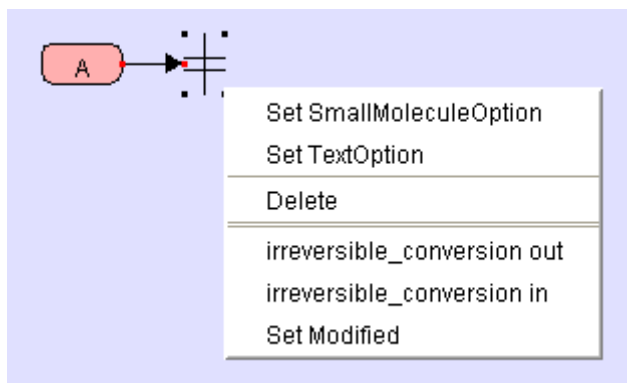 A
Set SmallMoleculeOption
Set TextOption
Delete
irreversible_conversion out
irreversible_conversion in
Set Modified